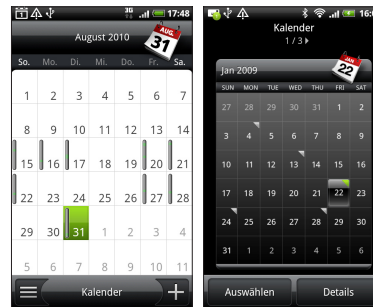 3G
17:48
August 2010
AUG.
31
So. Mo. Di. Mi. Do. Fr. Sa.
1 2 3 4 5 6 7
8 9 10 11 12 13 14
15 16 17 18 19 20 21
22 23 24 25 26 27 28
29 30 31 1 2 3 4
5 6 7 8 9 10 11
Kalender
16:0
Kalender
1 / 3
Jan 2009
JAN
22
SUN MON TUE WED THU FRI SAT
27 28 29 30 31 1 2
3 4 5 6 7 8 9
10 11 12 13 14 15 16
17 18 19 20 21 22 23
24 25 26 27 28 29 30
31 1 2 3 4 5 6
Auswählen Details